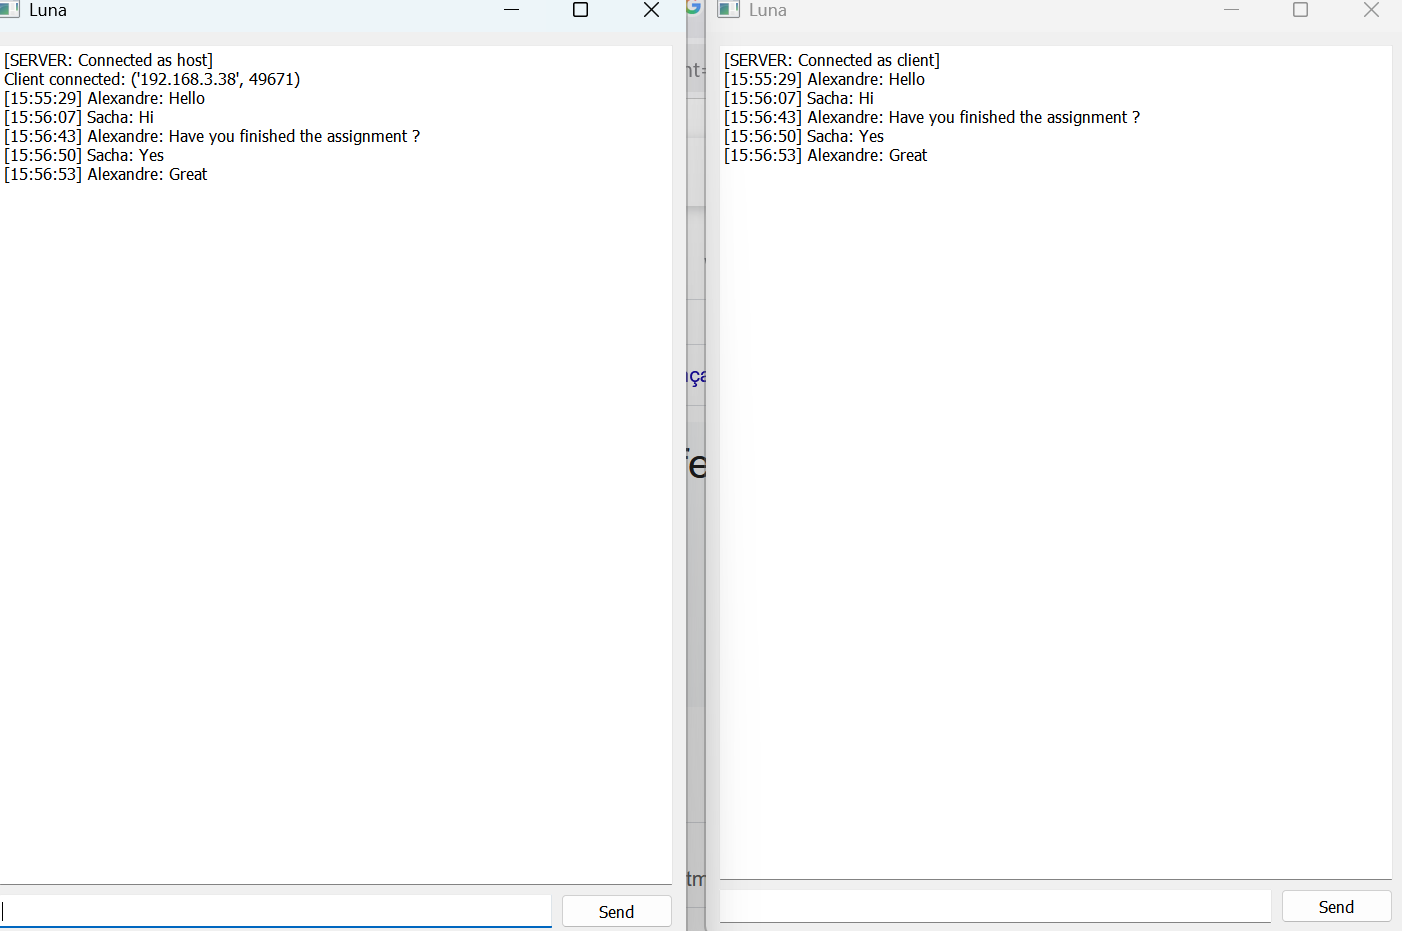 Luna
[SERVER: Connected as host]
Client connected: ('192.168.3.38', 49671)
[15:55:29] Alexandre: Hello
[15:56:07] Sacha: Hi
[15:56:43] Alexandre: Have you finished the assignment ?
[15:56:50] Sacha: Yes
[15:56:53] Alexandre: Great
Send
Luna
[SERVER: Connected as client]
[15:55:29] Alexandre: Hello
[15:56:07] Sacha: Hi
[15:56:43] Alexandre: Have you finished the assignment ?
[15:56:50] Sacha: Yes
[15:56:53] Alexandre: Great
Send